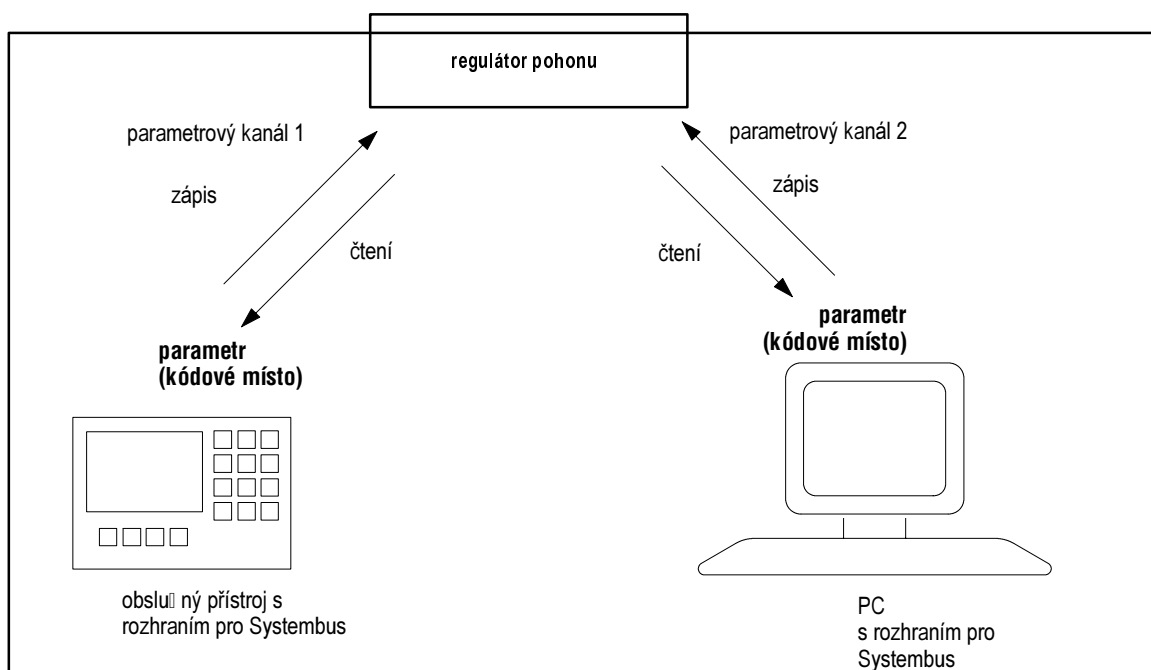 regulátor pohonu
parametrový kanál 1
parametrový kanál 2
zápis
zápis
čtení
čtení
parametr
(kódové místo)
parametr
(kódové místo)
přístroj s
rozhraním pro Systembus
PC
s rozhraním pro
Systembus